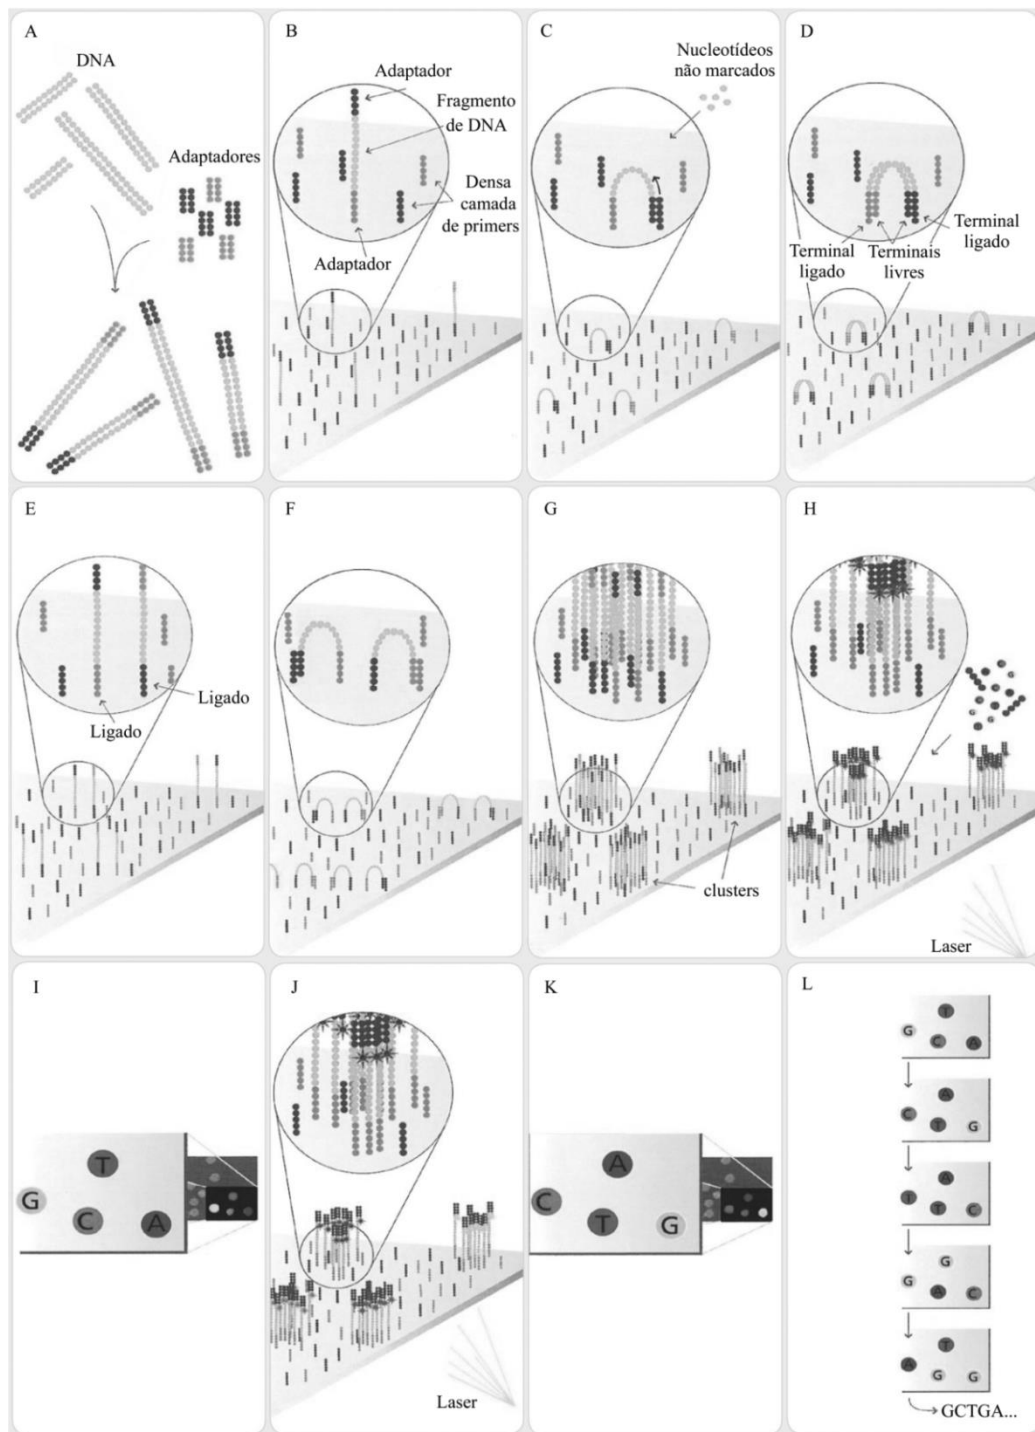 A
DNA
Adaptadores
B
Adaptador
Fragmento
de DNA
Densa
camada
de primers
Adaptador
C
Nucleotídeos
não marcados
D
Terminal
ligado
Terminais
livres
Terminal
ligado
E
Ligado
Ligado
F
G
clusters
H
Laser
I
T
G
C
A
J
Laser
K
A
C
T
G
L
T
G
C
A
A
C
T
G
A
T
T
C
G
G
A
C
T
A
G
G
GCTGA...